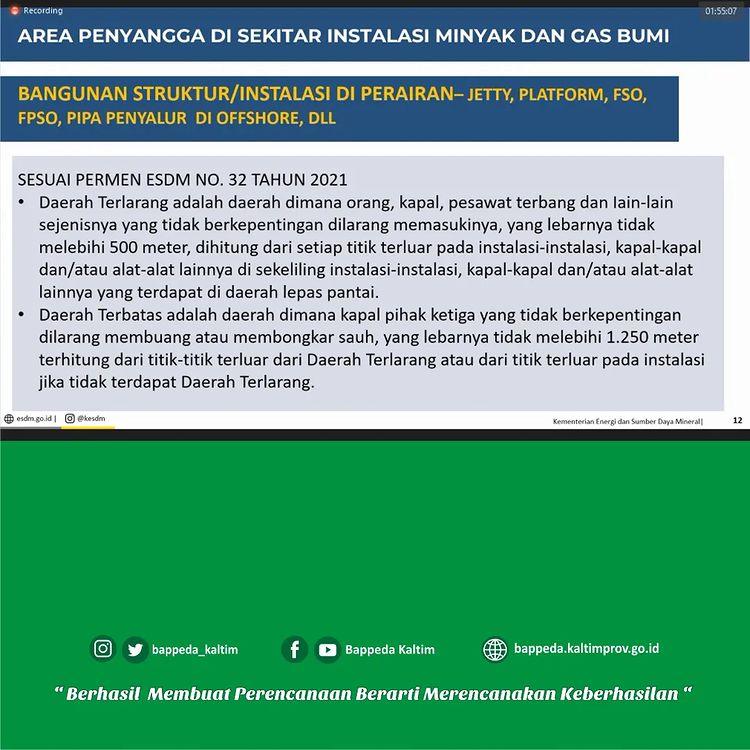 Recording
01:55:07
AREA PENYANGGA DI SEKITAR INSTALASI MINYAK DAN GAS BUMI
BANGUNAN STRUKTUR/INSTALASI DI PERAIRAN– JETTY, PLATFORM, FSO,
FPSO, PIPA PENYALUR DI OFFSHORE, DLL
SESUAI PERMEN ESDM NO. 32 TAHUN 2021
• Daerah Terlarang adalah daerah dimana orang, kapal, pesawat terbang dan lain-lain
sejenisnya yang tidak berkepentingan dilarang memasukinya, yang lebarnya tidak
melebihi 500 meter, dihitung dari setiap titik terluar pada instalasi-instalasi, kapal-kapal
dan/atau alat-alat lainnya di sekeliling instalasi-instalasi, kapal-kapal dan/atau alat-alat
lainnya yang terdapat di daerah lepas pantai.
• Daerah Terbatas adalah daerah dimana kapal pihak ketiga yang tidak berkepentingan
dilarang membuang atau membongkar sauh, yang lebarnya tidak melebihi 1.250 meter
terhitung dari titik-titik terluar dari Daerah Terlarang atau dari titik terluar pada instalasi
jika tidak terdapat Daerah Terlarang.
esdm.go.id | @kesdm
Kementerian Energi dan Sumber Daya Mineral| 12
bappeda_kaltim
Bappeda Kaltim
bappeda.kaltimprov.go.id
“ Berhasil Membuat Perencanaan Berarti Merencanakan Keberhasilan “